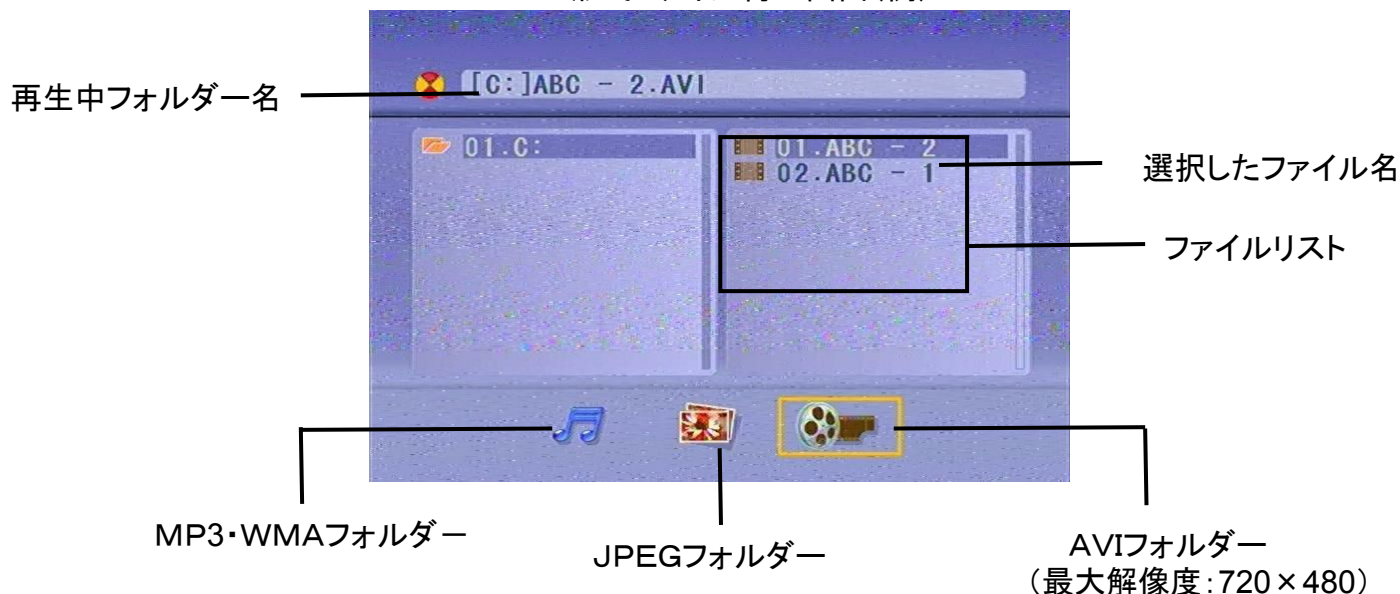 [C:]ABC - 2.AVI
再生中フォルダー名
01.C:
01.ABC - 2
02.ABC - 1
選択したファイル名
ファイルリスト
MP3・WMAフォルダー
JPEGフォルダー
AVIフォルダー
(最大解像度:720×480)